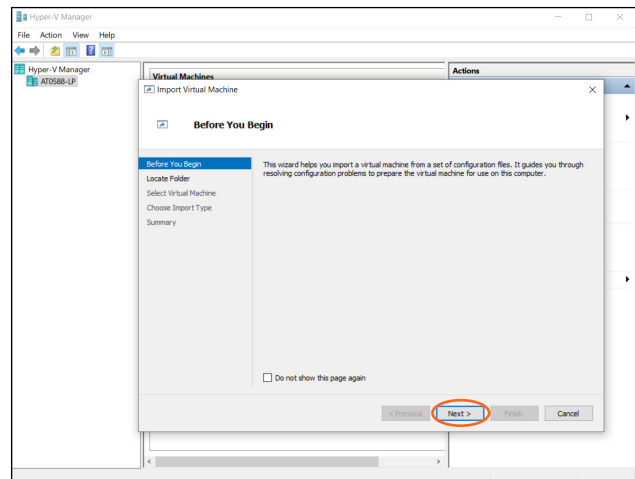 Hyper-V Manager
File Action View Help
Hyper-V Manager
AT0588-LP
Virtual Machines
Actions
Import Virtual Machine
Before You Begin
Before You Begin
Locate Folder
Select Virtual Machine
Choose Import Type
Summary
This wizard helps you import a virtual machine from a set of configuration files. It guides you through
resolving configuration problems to prepare the virtual machine for use on this computer.
Do not show this page again
< Previous Next > Finish Cancel